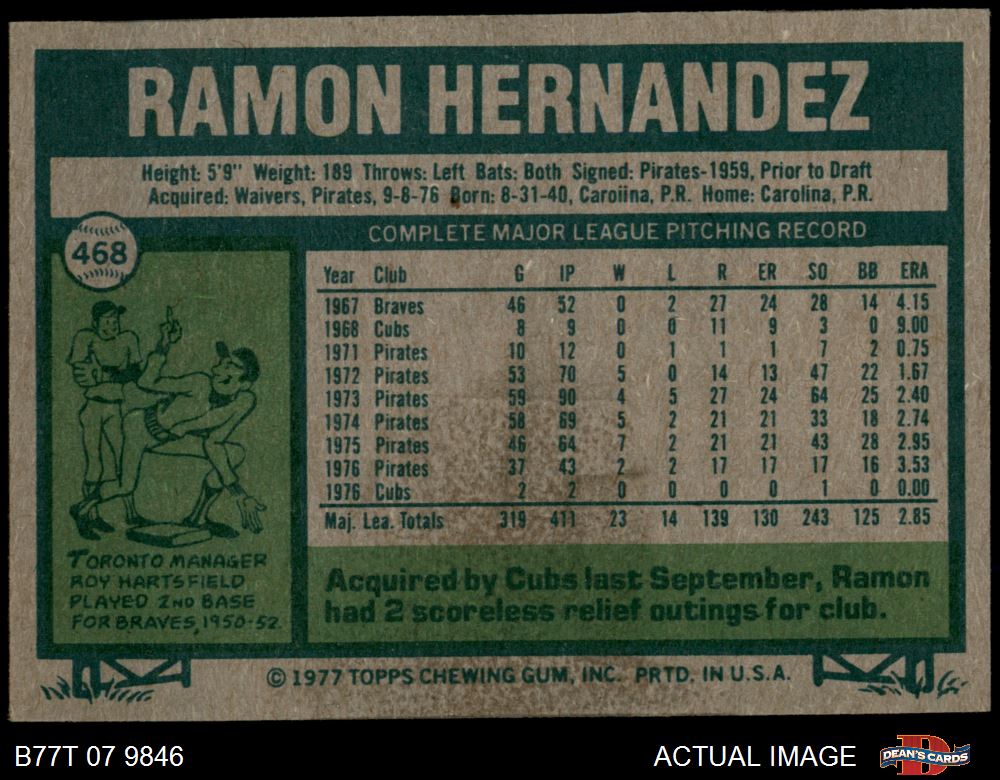 RAMON HERNANDEZ
Height: 5'9" Weight: 189 Throws: Left Bats: Both Signed: Pirates-1959, Prior to Draft
Acquired: Waivers, Pirates, 9-8-76 Born: 8-31-40, Carolina, P.R. Home: Carolina, P.R.
468
COMPLETE MAJOR LEAGUE PITCHING RECORD
Year Club G IP W L R ER SO BB ERA
1967 Braves 46 52 0 2 27 24 28 14 4.15
1968 Cubs 8 9 0 0 11 9 3 0 9.00
1971 Pirates 10 12 0 1 1 1 7 2 0.75
1972 Pirates 53 70 5 0 14 13 47 22 1.67
1973 Pirates 59 90 4 5 27 24 64 25 2.40
1974 Pirates 58 69 5 2 21 21 33 18 2.74
1975 Pirates 46 64 7 2 21 21 43 28 2.95
1976 Pirates 37 43 2 2 17 17 17 16 3.53
1976 Cubs 2 2 0 0 0 0 1 0 0.00
Maj. Lea. Totals 319 411 23 14 139 130 243 125 2.85
TORONTO MANAGER
ROY HARTSFIELD
PLAYED 2ND BASE
FOR BRAVES, 1950-52.
Acquired by Cubs last September, Ramon
had 2 scoreless relief outings for club.
© 1977 TOPPS CHEWING GUM, INC. PRTD. IN U.S.A.
B77T 07 9846
ACTUAL IMAGE
DEAN'S CARDS